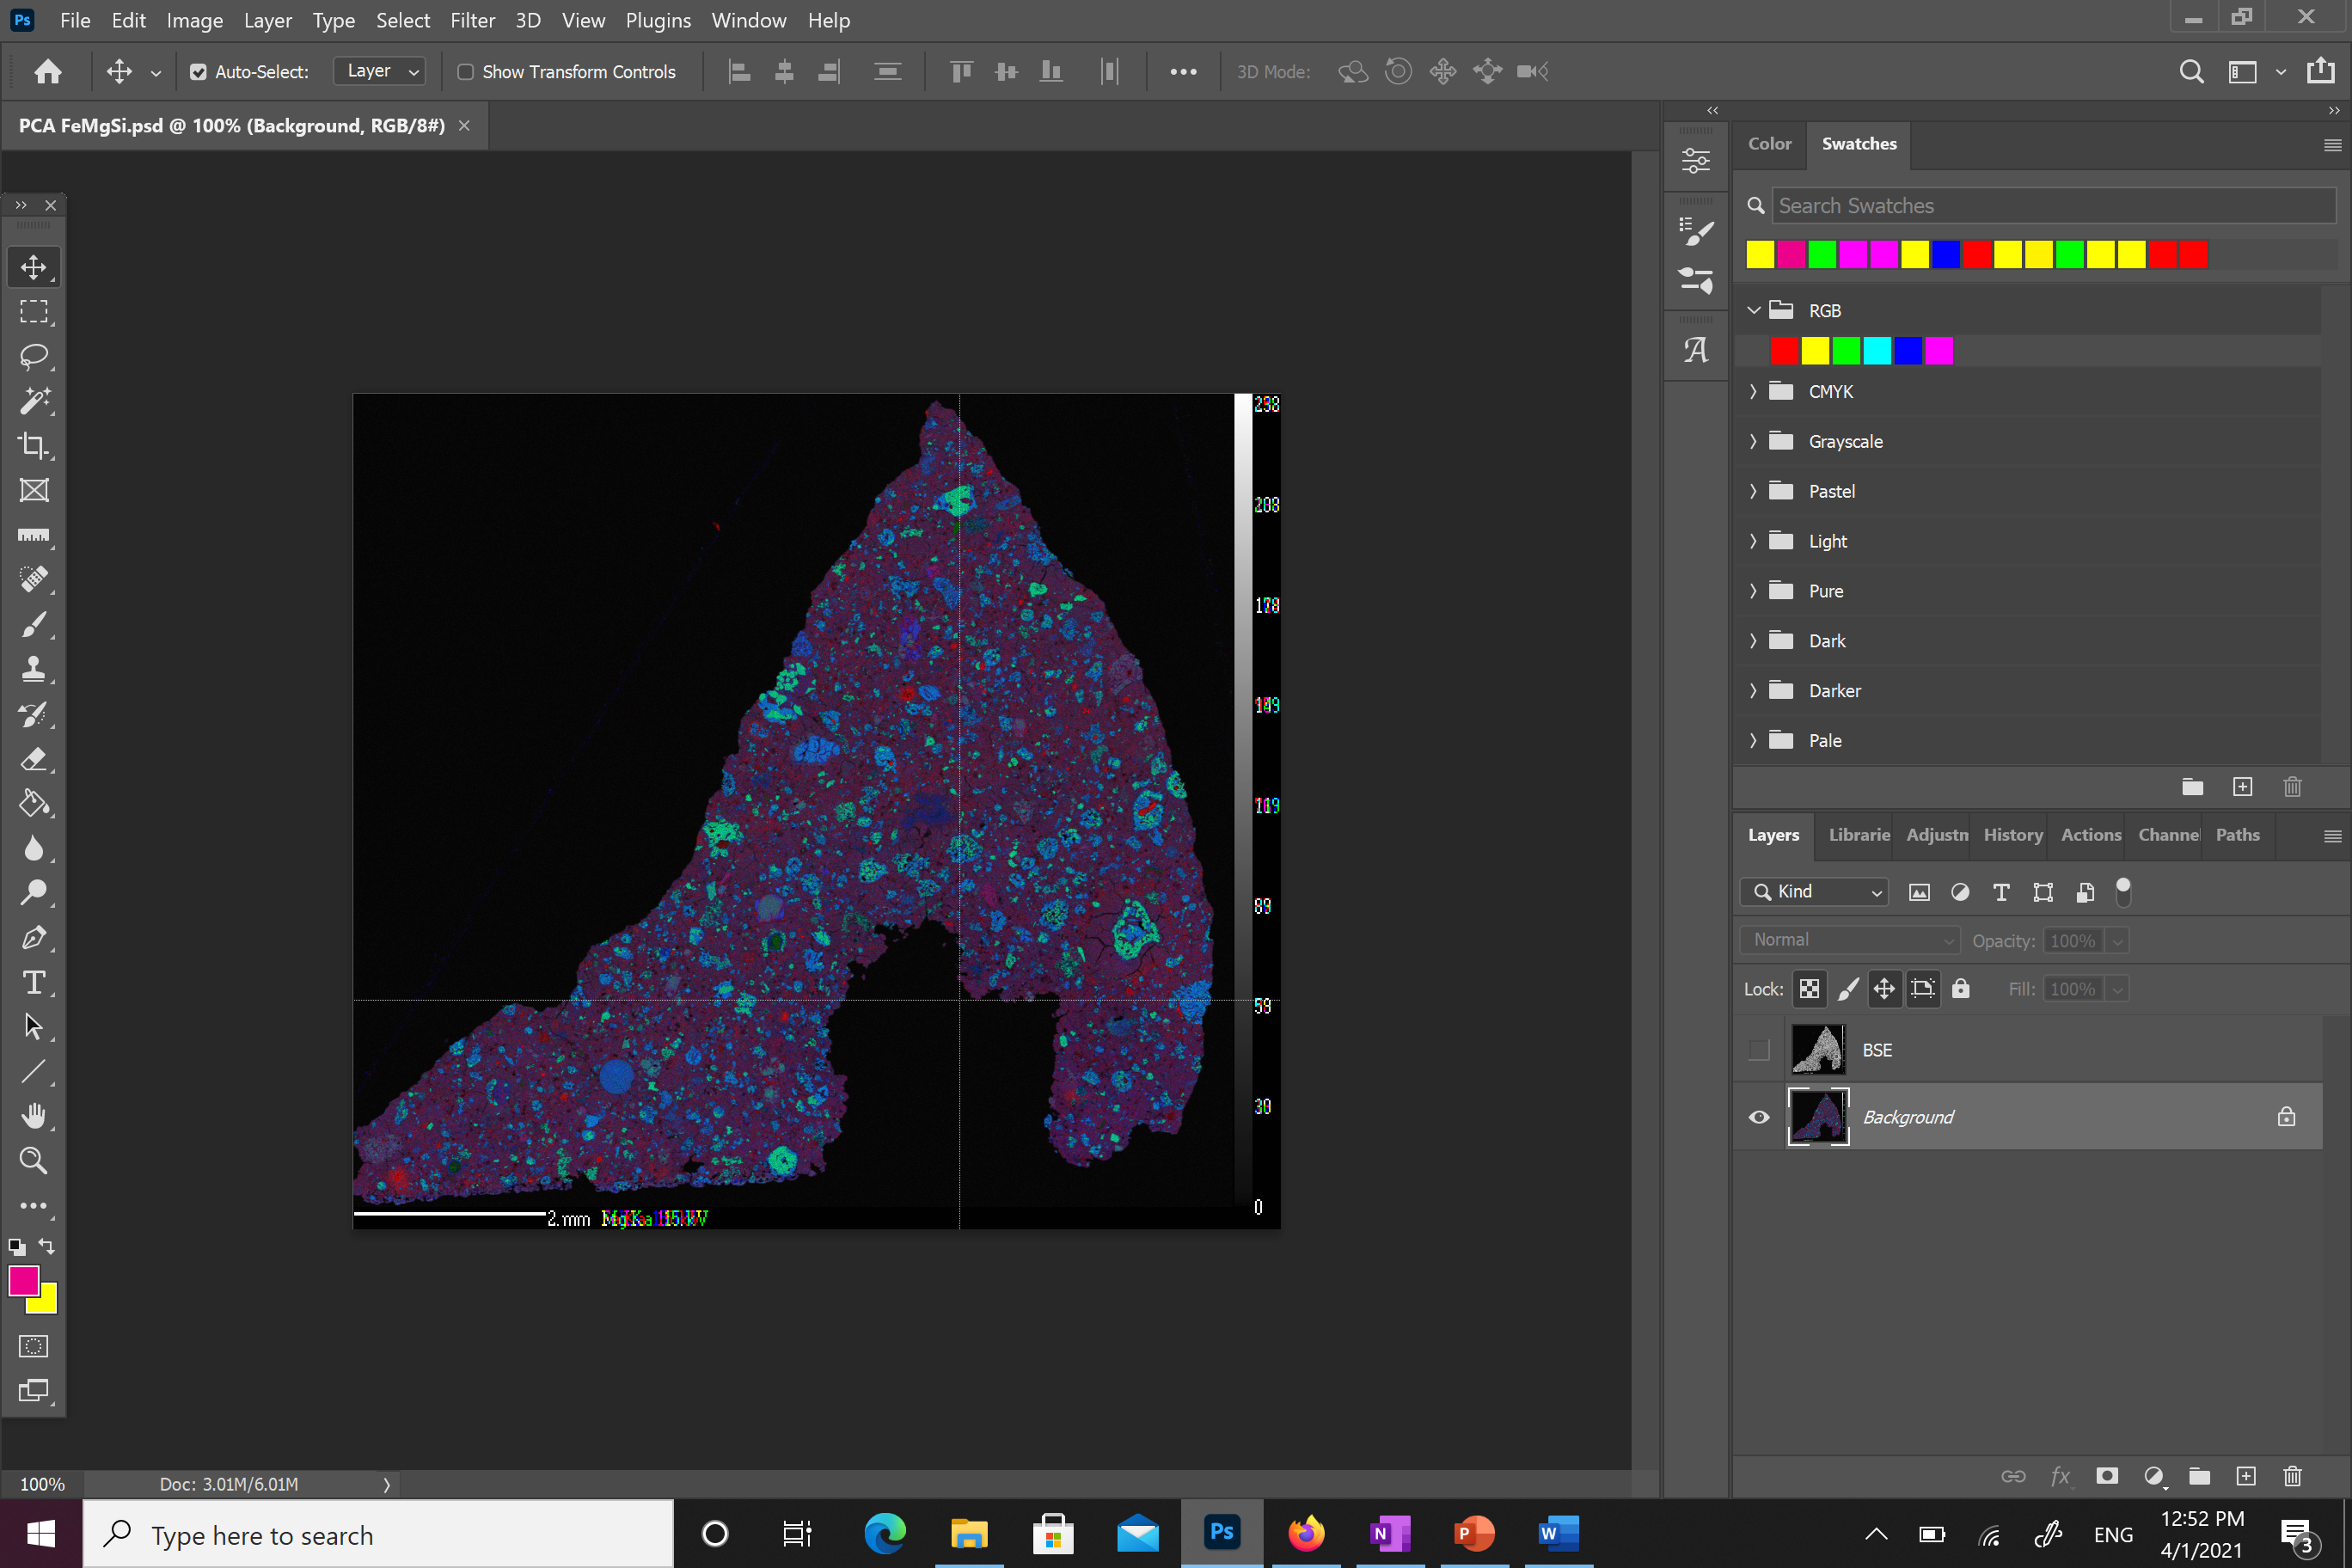 Ps File Edit Image Layer Type Select Filter 3D View Plugins Window Help
Auto-Select: Layer Show Transform Controls 3D Mode:
PCA FeMgSi.psd @ 100% (Background, RGB/8#)
Color Swatches
Search Swatches
RGB
CMYK
Grayscale
Pastel
Light
Pure
Dark
Darker
Pale
208
178
89
30
0
2.mm
Layers Librarie Adjustn History Actions Channe Paths
Kind
Normal Opacity: 100%
Lock: Fill: 100%
BSE
Background
100% Doc: 3.01M/6.01M
Type here to search
Ps
N
P
W
ENG
12:52 PM
4/1/2021
3